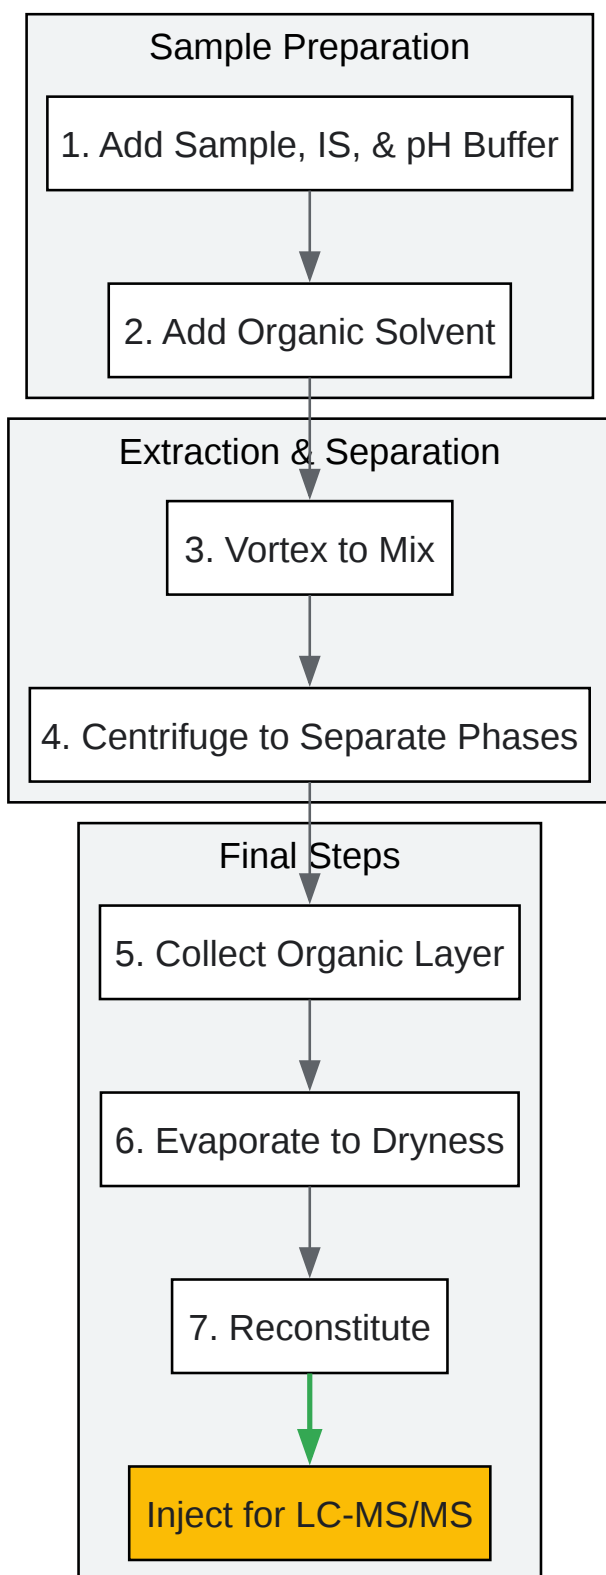 Sample Preparation
1. Add Sample, IS, & pH Buffer
2. Add Organic Solvent
Extraction & Separation
3. Vortex to Mix
4. Centrifuge to Separate Phases
Final Steps
5. Collect Organic Layer
6. Evaporate to Dryness
7. Reconstitute
Inject for LC-MS/MS